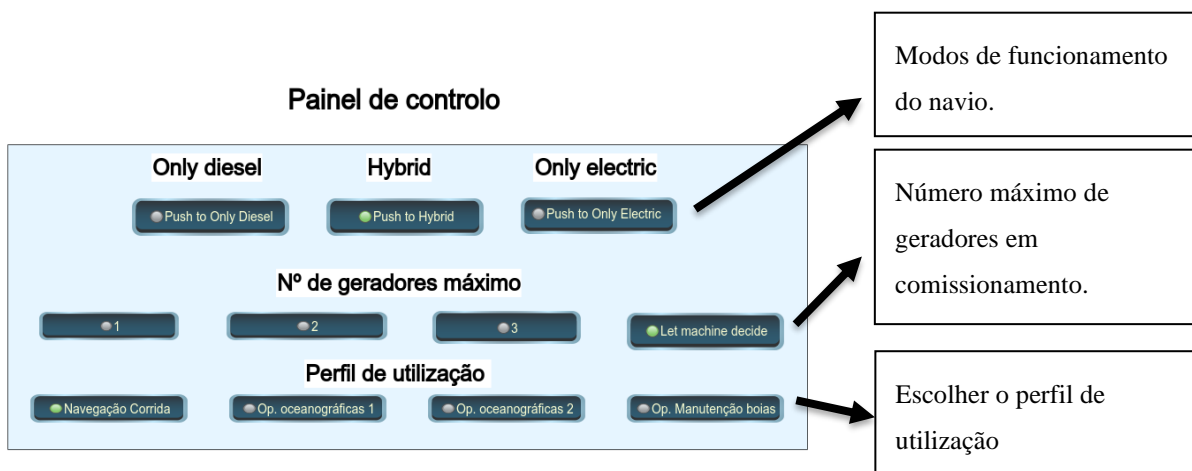 Painel de controlo
Only diesel Hybrid Only electric
Push to Only Diesel Push to Hybrid Push to Only Electric
Nº de geradores máximo
1 2 3 Let machine decide
Perfil de utilização
Navegação Corrida Op. oceanográficas 1 Op. oceanográficas 2 Op. Manutenção boias
Modos de funcionamento
do navio.
Número máximo de
geradores em
comissionamento.
Escolher o perfil de
utilização